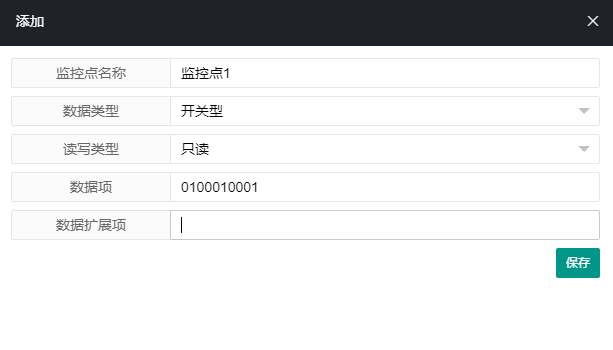 添加
监控点名称 监控点1
数据类型 开关型
读写类型 只读
数据项 0100010001
数据扩展项
保存